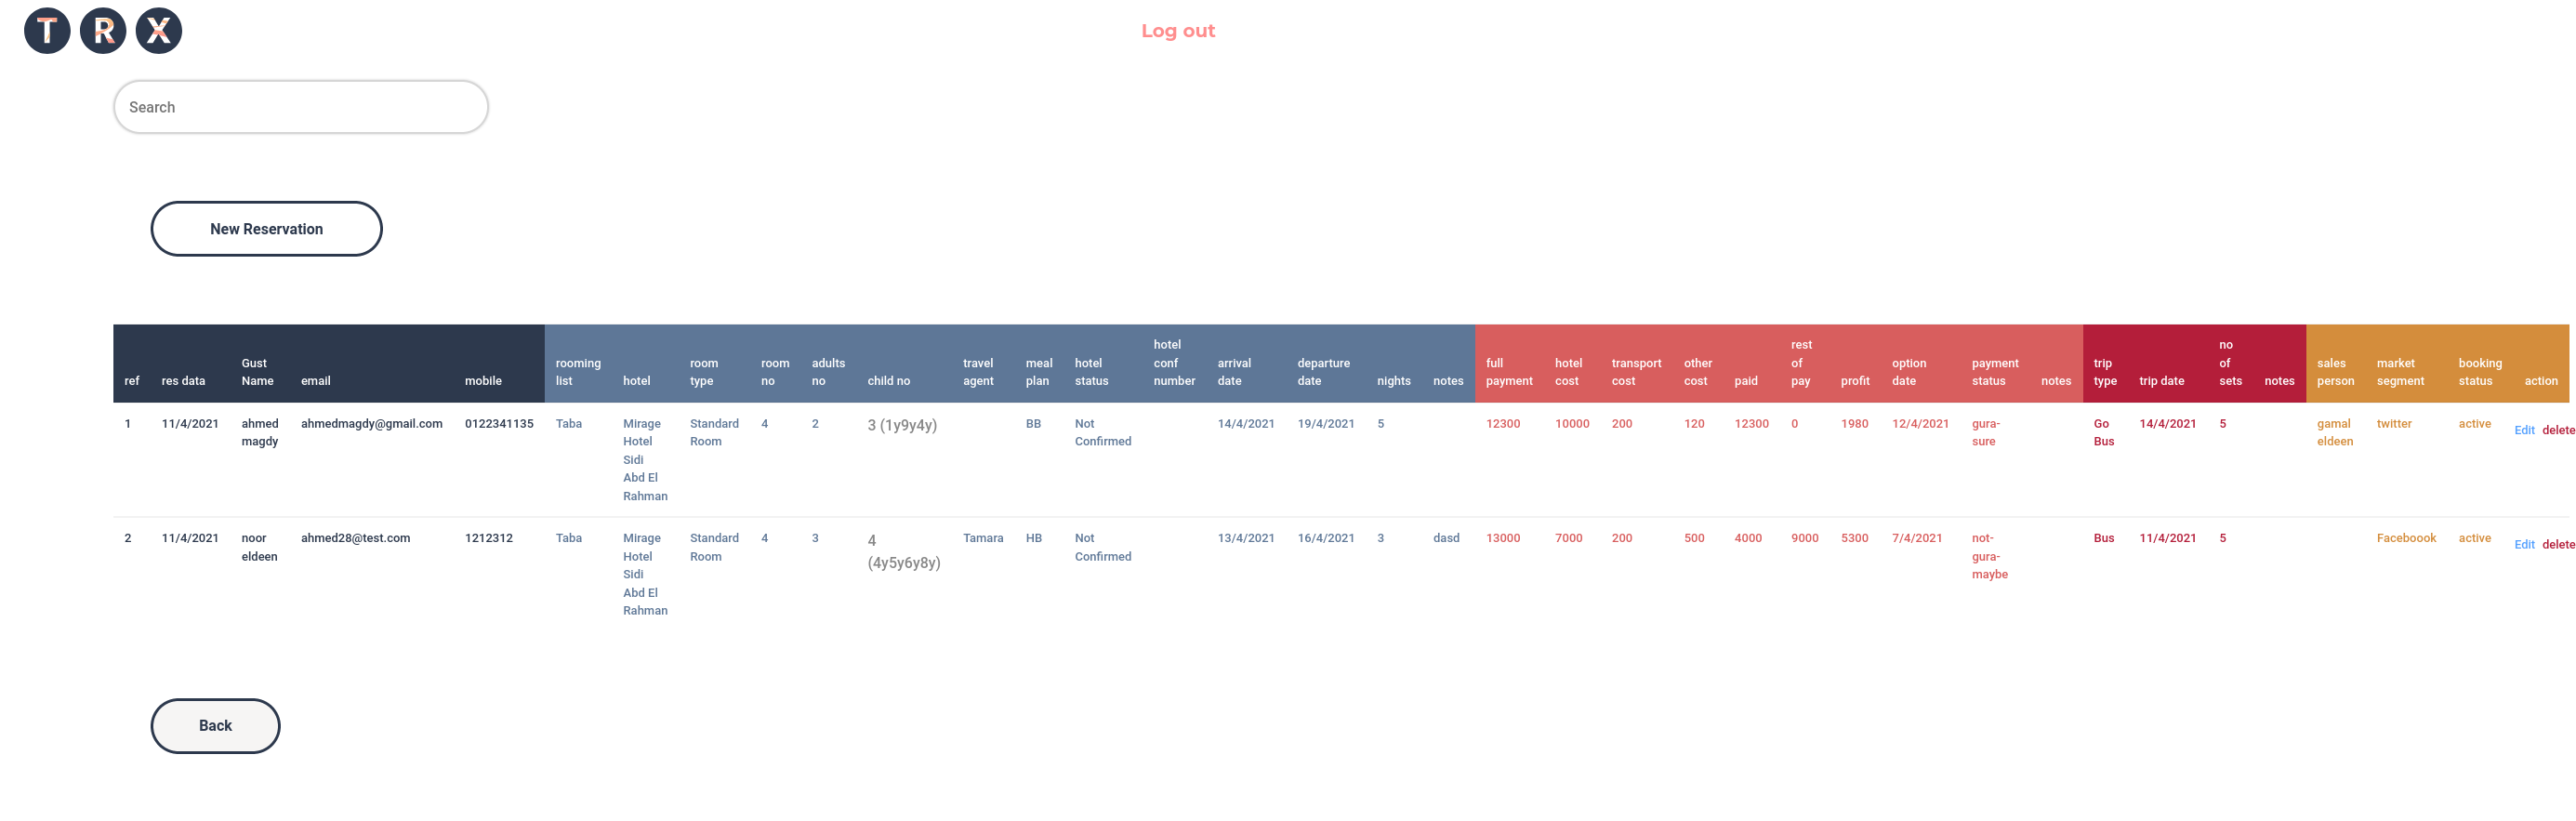 T R X
Log out
Search
New Reservation
ref res data Gust Name email mobile rooming list hotel room type room no adults no child no travel agent meal plan hotel status hotel conf number arrival date departure date nights notes full payment hotel cost transport cost other cost paid rest of pay profit option date payment status notes trip type trip date no of sets notes sales person market segment booking status action
1 11/4/2021 ahmed magdy ahmedmagdy@gmail.com 0122341135 Taba Mirage Hotel Sidi Abd El Rahman Standard Room 4 2 3 (1y9y4y) BB Not Confirmed 14/4/2021 19/4/2021 5 12300 10000 200 120 12300 0 1980 12/4/2021 gura-sure Go Bus 14/4/2021 5 gamal eldeen twitter active Edit delete
2 11/4/2021 noor eldeen ahmed28@test.com 1212312 Taba Mirage Hotel Sidi Abd El Rahman Standard Room 4 3 4 (4y5y6y8y) Tamara HB Not Confirmed 13/4/2021 16/4/2021 3 dasd 13000 7000 200 500 4000 9000 5300 7/4/2021 not-gura-maybe Bus 11/4/2021 5 Faceboook active Edit delete
Back